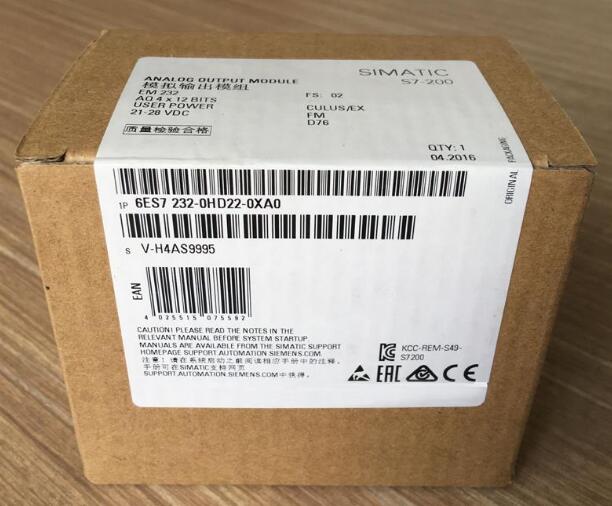 ANALOG OUTPUT MODULE
模拟输出模组
EM 232
AQ 4 x 12 BITS
USER POWER
21-28 VDC
质量检验合格
FS: 02
CULUS/EX
FM
D76
SIMATIC
S7-200
QTY: 1
04.2016
ORIGINAL PACKAGING
1P 6ES7 232-0HD22-0XA0
S V-H4AS9995
EAN
4 025515 075592
CAUTION! PLEASE READ THE NOTES IN THE
RELEVANT MANUAL BEFORE SYSTEM STARTUP.
MANUALS ARE AVAILABLE FROM THE SIMATIC SUPPORT
HOMEPAGE SUPPORT.AUTOMATION.SIEMENS.COM
注意! 请在系统启动之前阅读相应手册中的注释。
手册可在SIMATIC支持网页
SUPPORT.AUTOMATION.SIEMENS.COM中获得。
KCC-REM-S49-
S7200
EAC CE